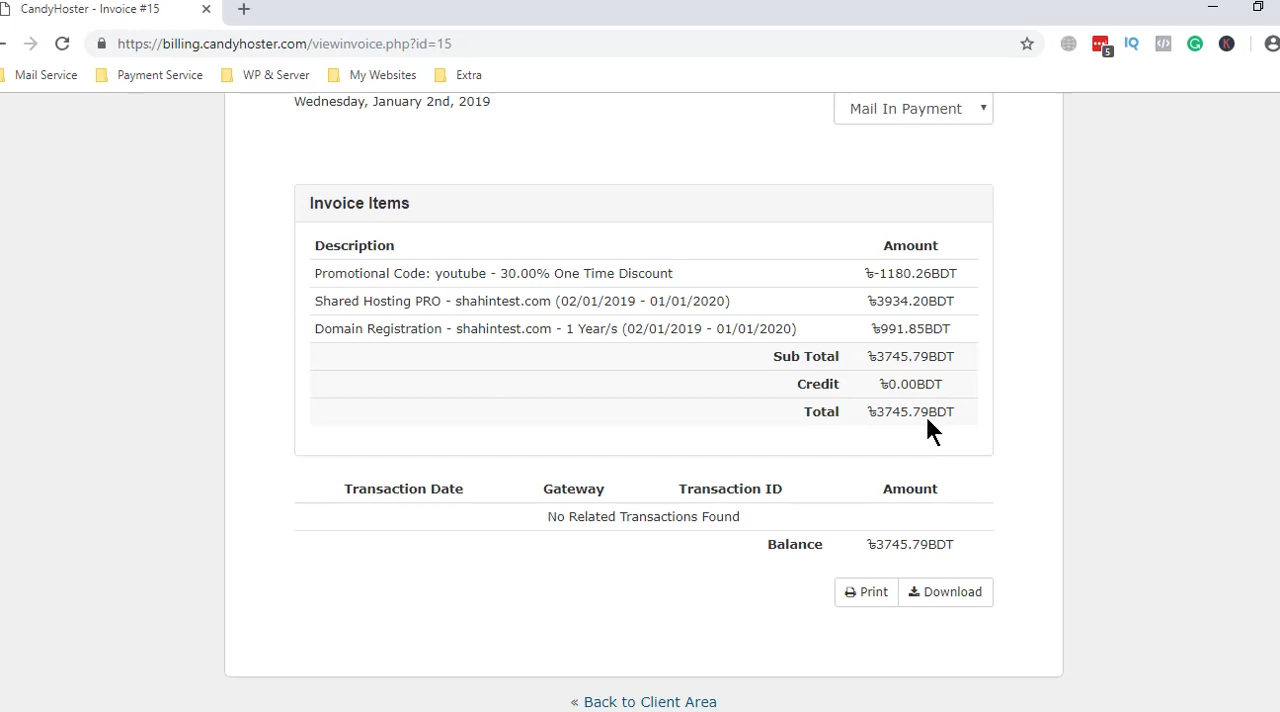 CandyHoster - Invoice #15
https://billing.candyhoster.com/viewinvoice.php?id=15
5
Mail Service Payment Service WP & Server My Websites Extra
Wednesday, January 2nd, 2019
Mail In Payment
Invoice Items
Description Amount
Promotional Code: youtube - 30.00% One Time Discount ৳-1180.26BDT
Shared Hosting PRO - shahintest.com (02/01/2019 - 01/01/2020) ৳3934.20BDT
Domain Registration - shahintest.com - 1 Year/s (02/01/2019 - 01/01/2020) ৳991.85BDT
Sub Total ৳3745.79BDT
Credit ৳0.00BDT
Total ৳3745.79BDT
Transaction Date Gateway Transaction ID Amount
No Related Transactions Found
Balance ৳3745.79BDT
Print Download
« Back to Client Area